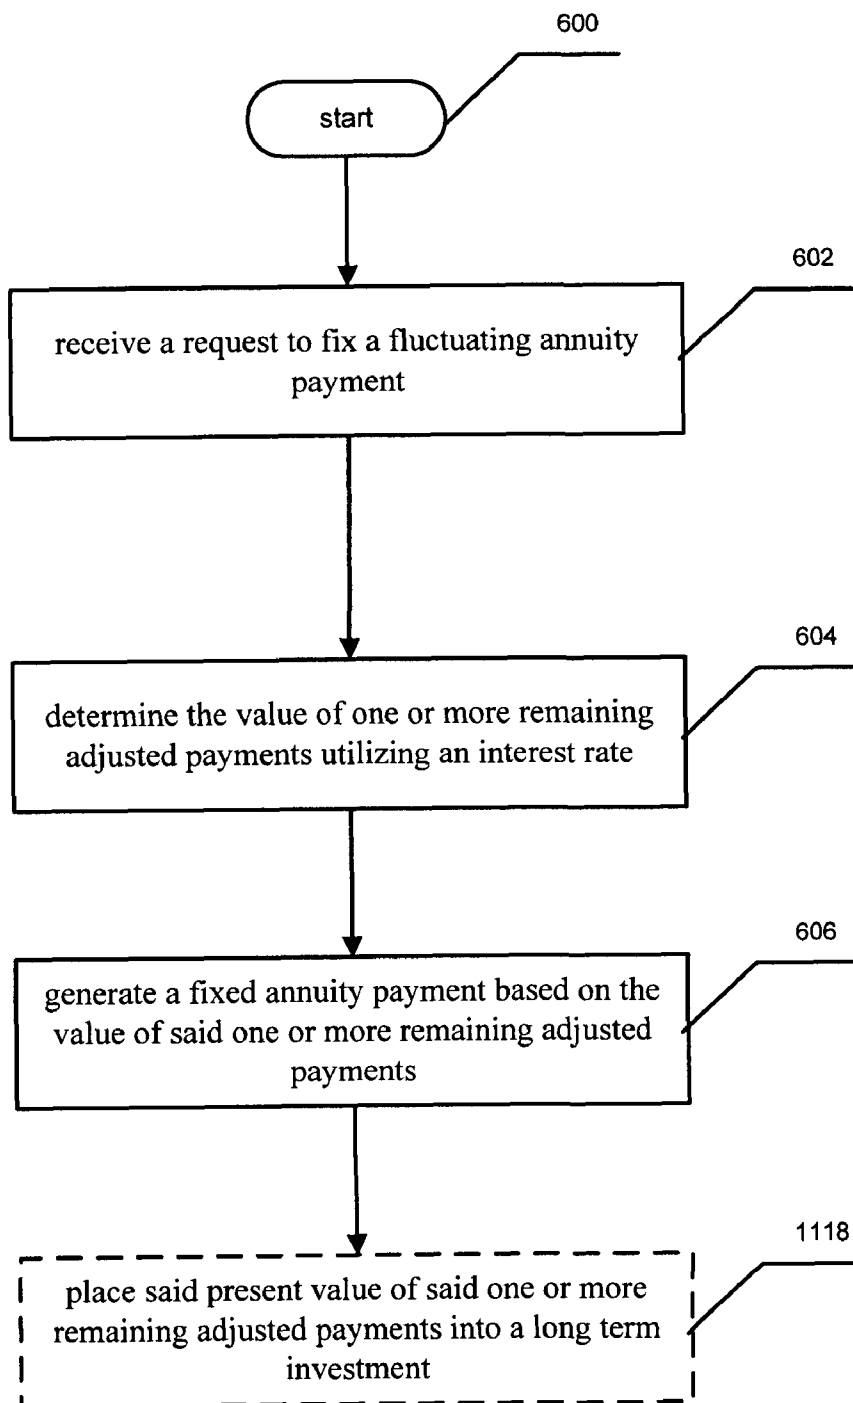 600
start
602
receive a request to fix a fluctuating annuity
payment
604
determine the value of one or more remaining
adjusted payments utilizing an interest rate
606
generate a fixed annuity payment based on the
value of said one or more remaining adjusted
payments
1118
place said present value of said one or more
remaining adjusted payments into a long term
investment